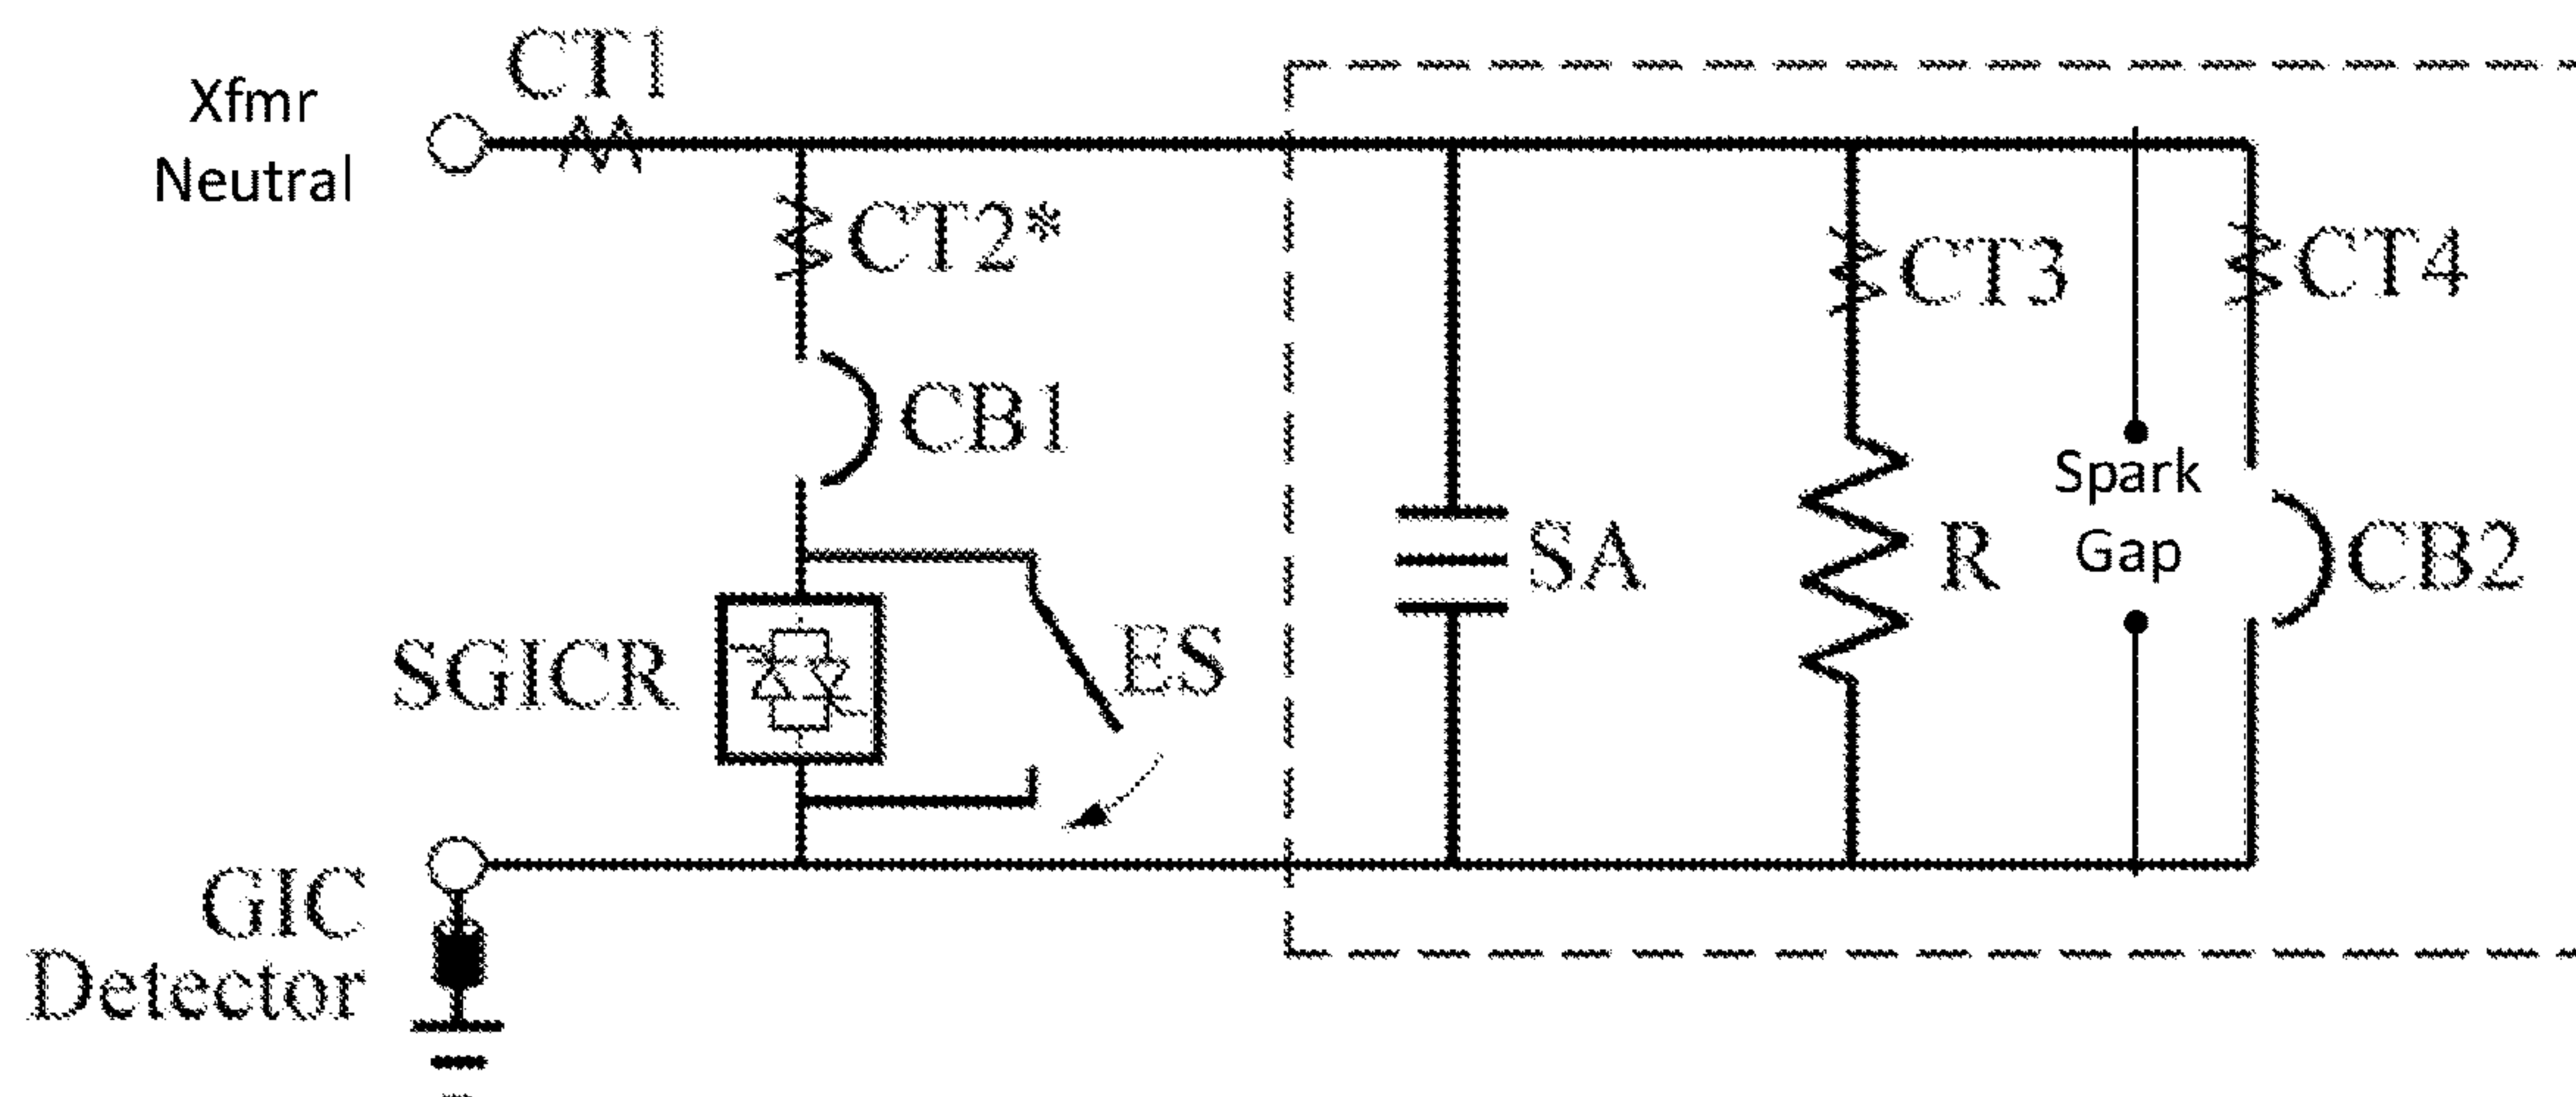 CT1
Xfmr
Neutral
CT2*
CT3
CT4
CB1
Spark
Gap
SA
R
CB2
SGICR
ES
GIC
Detector